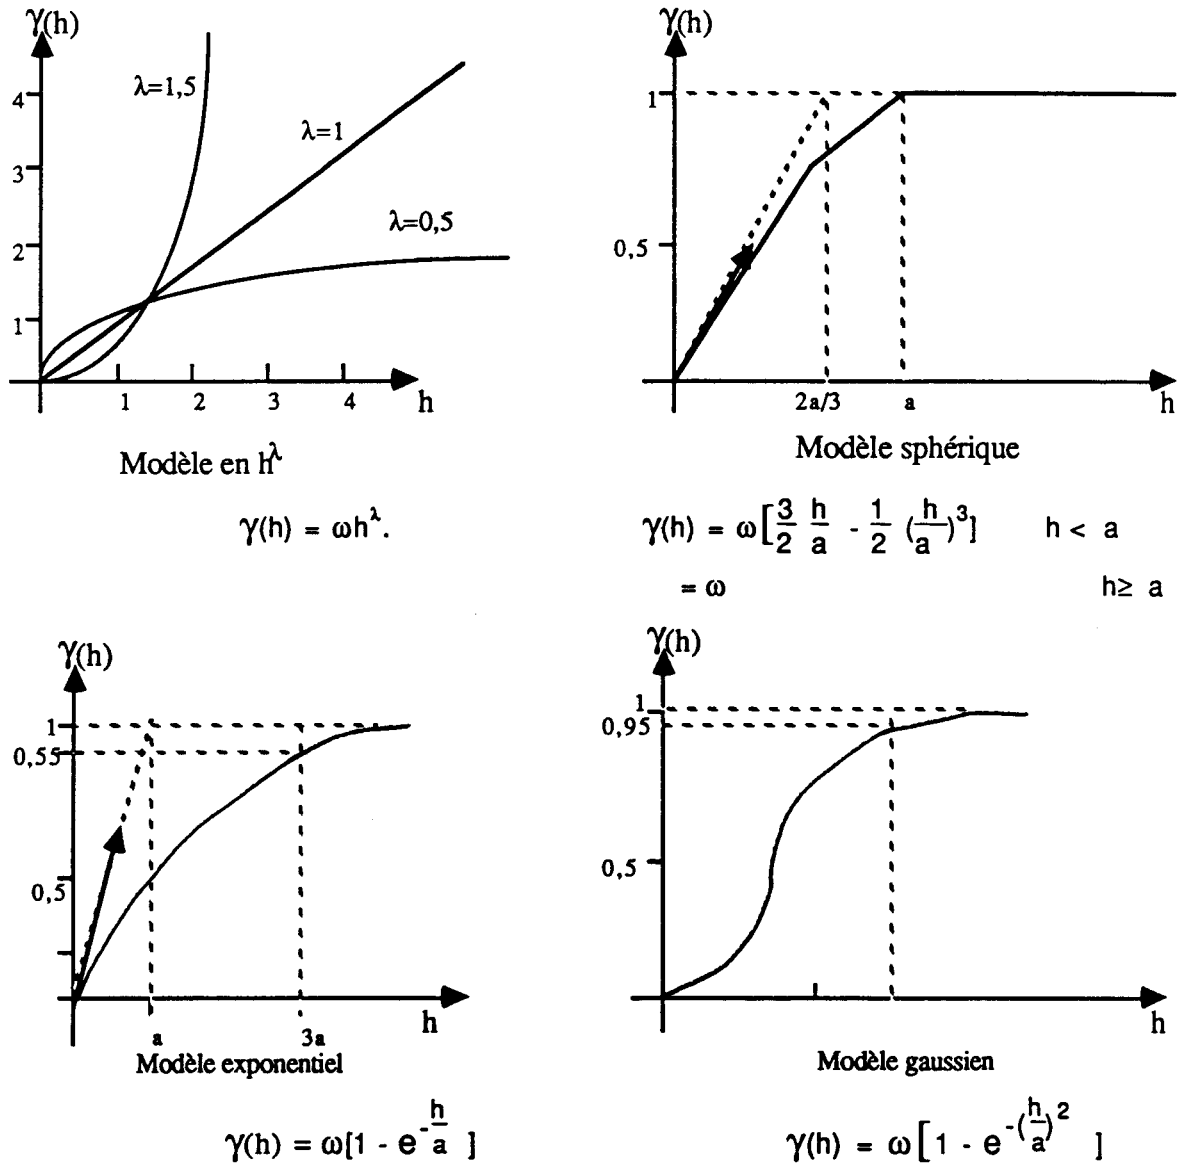 γ(h)
λ=1,5
λ=1
λ=0,5
4
3
2
1
1 2 3 4 h
Modèle en h^λ
γ(h) = ωh^λ.
γ(h)
1
0,5
2a/3 a h
Modèle sphérique
γ(h) = ω[3/2 h/a - 1/2 (h/a)^3] h < a
= ω h≥ a
γ(h)
1
0,55
0,5
a 3a h
Modèle exponentiel
γ(h) = ω[1 - e^-h/a ]
γ(h)
1
0,95
0,5
h
Modèle gaussien
γ(h) = ω[ 1 - e^-(h/a)^2 ]